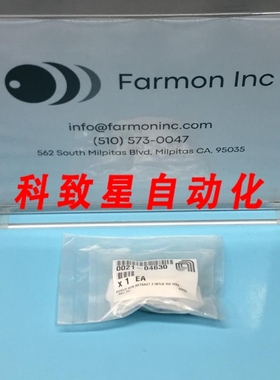 Farmon Inc
info@farmoninc.com
(510) 573-0047
562 South Milpitas Blvd, Milpitas CA. 95035
科致星自动化
0021-04630
X 1 EA